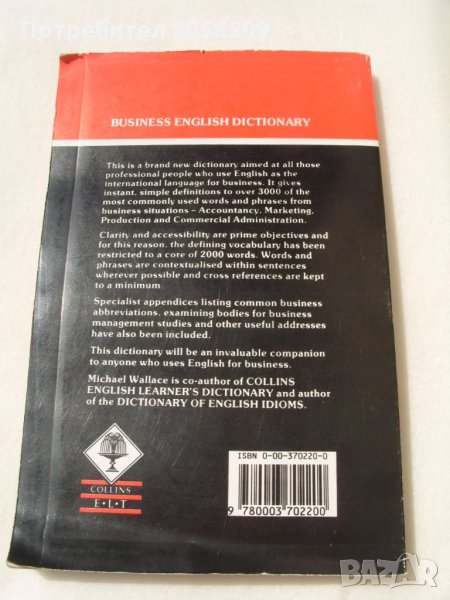 Потребител 2056509
BUSINESS ENGLISH DICTIONARY
This is a brand new dictionary aimed at all those
professional people who use English as the
international language for business. It gives
instant, simple definitions to over 3000 of the
most commonly used words and phrases from
business situations – Accountancy, Marketing,
Production and Commercial Administration.
Clarity and accessibility are prime objectives and
for this reason, the defining vocabulary has been
restricted to a core of 2000 words. Words and
phrases are contextualised within sentences
wherever possible and cross references are kept
to a minimum.
Specialist appendices listing common business
abbreviations, examining bodies for business
management studies and other useful addresses
have also been included.
This dictionary will be an invaluable companion
to anyone who uses English for business.
Michael Wallace is co-author of COLLINS
ENGLISH LEARNER'S DICTIONARY and author
of the DICTIONARY OF ENGLISH IDIOMS.
COLLINS
E•L•T
ISBN 0-00-370220-0
9 780003 702200
BAZAR.bg